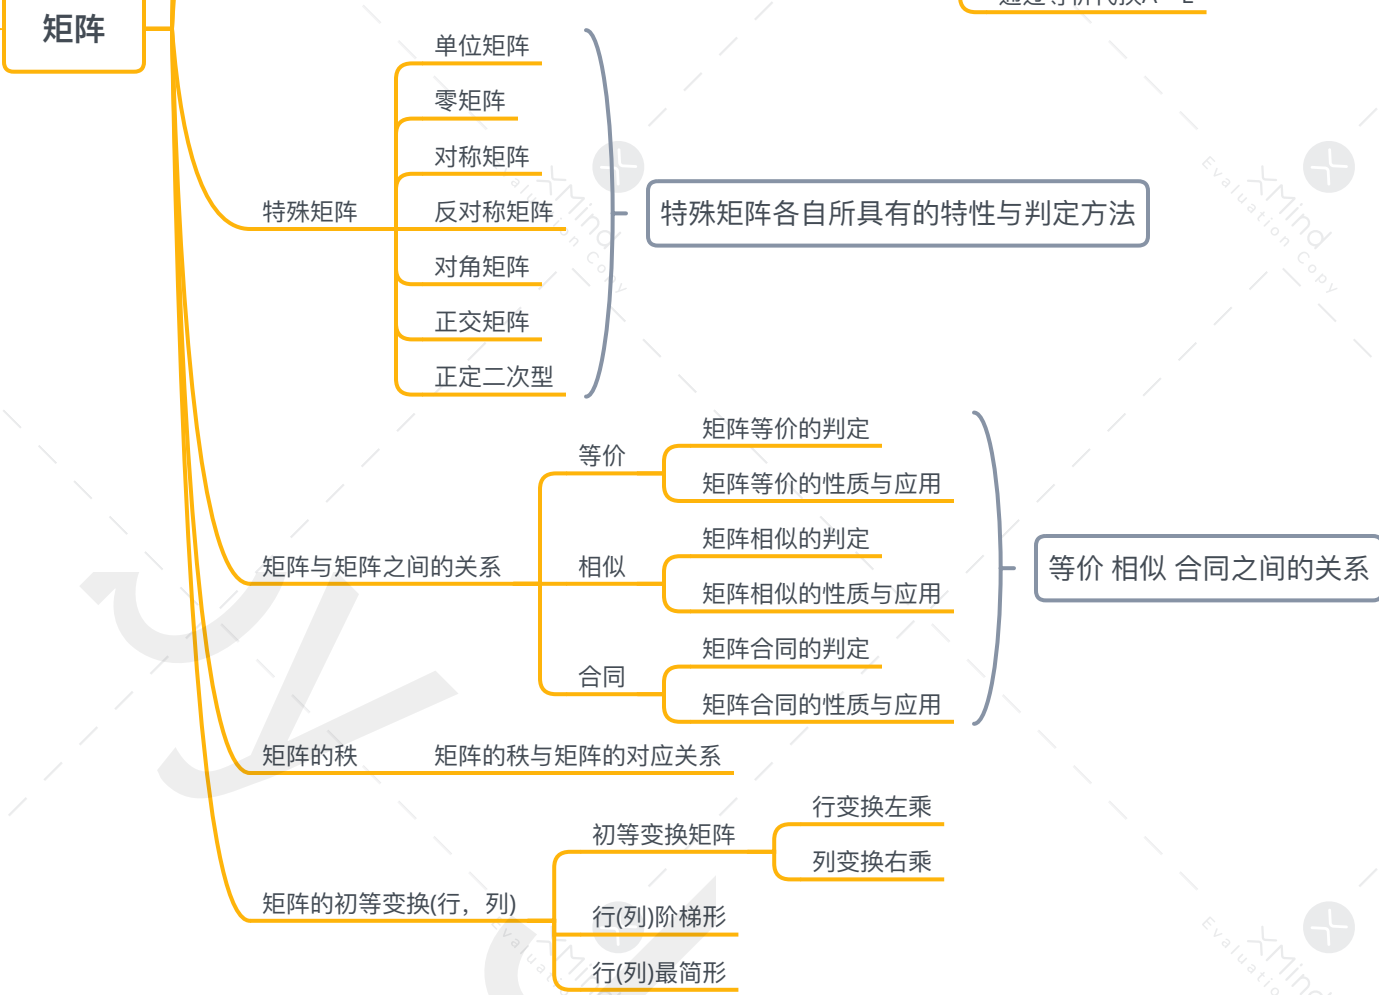 矩阵
单位矩阵
零矩阵
对称矩阵
特殊矩阵
反对称矩阵
特殊矩阵各自所具有的特性与判定方法
对角矩阵
正交矩阵
正定二次型
等价
矩阵等价的判定
矩阵等价的性质与应用
矩阵与矩阵之间的关系
相似
矩阵相似的判定
矩阵相似的性质与应用
等价 相似 合同之间的关系
合同
矩阵合同的判定
矩阵合同的性质与应用
矩阵的秩
矩阵的秩与矩阵的对应关系
矩阵的初等变换(行，列)
初等变换矩阵
行变换左乘
列变换右乘
行(列)阶梯形
行(列)最简形
XMind
Evaluation Copy
XMind
Evaluation Copy